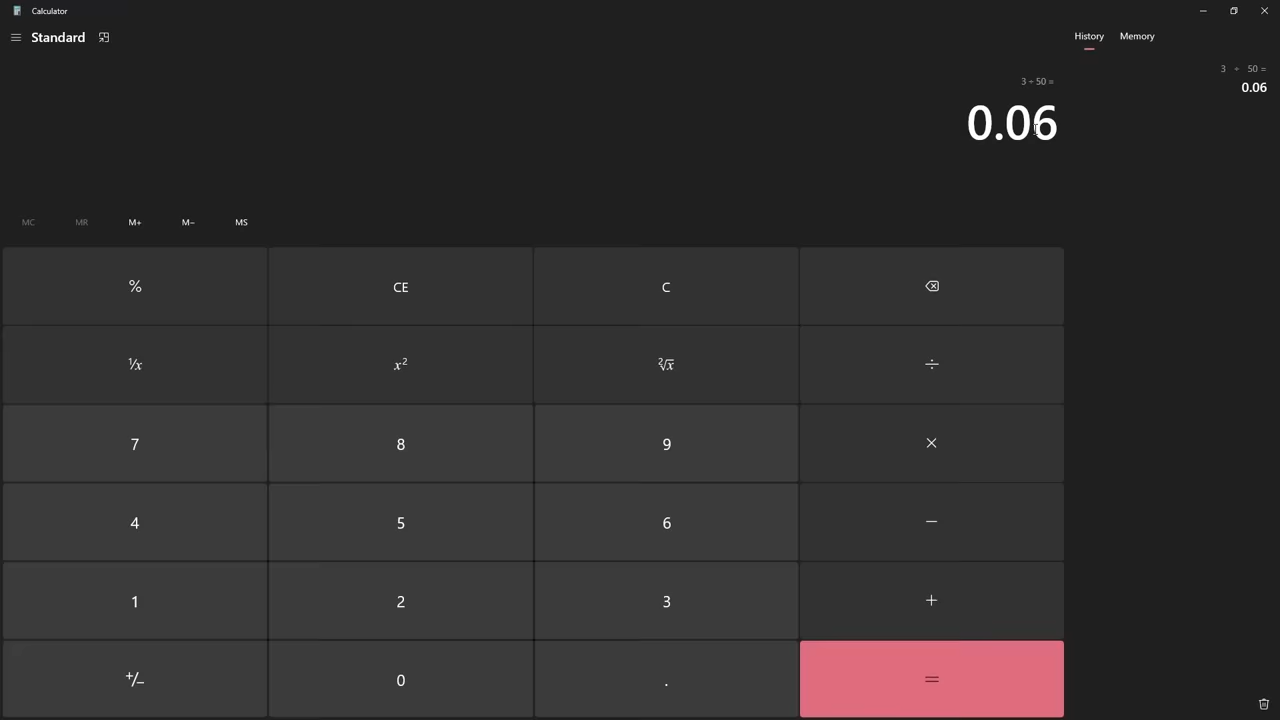 Calculator
Standard
History Memory
3 ÷ 50 =
0.06
3 ÷ 50 =
0.06
MC MR M+ M− MS
% CE C
⅟x x² ²√x ÷
7 8 9 ×
4 5 6 −
1 2 3 +
+/− 0 . =